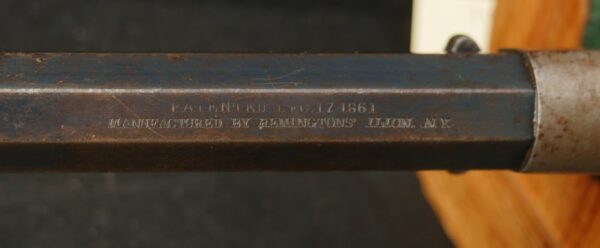 PATENTED DEC. 17 1861
MANUFACTURED BY REMINGTONS' ILION. N.Y.